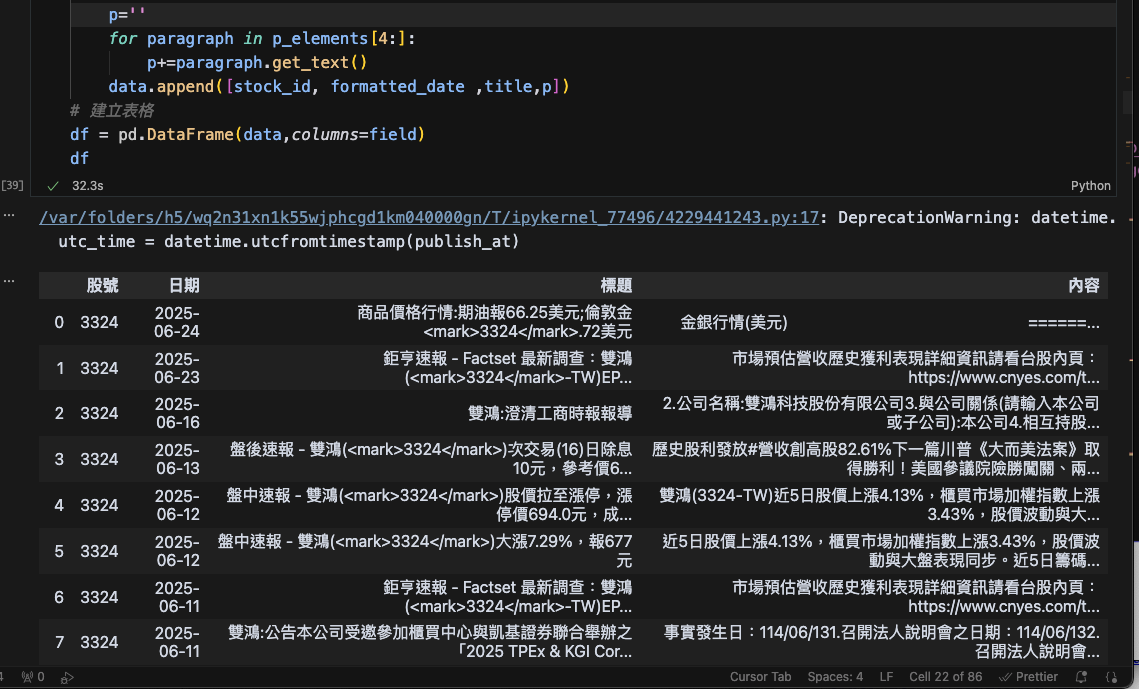 p=''
for paragraph in p_elements[4:]:
p+=paragraph.get_text()
data.append([stock_id, formatted_date ,title,p])
# 建立表格
df = pd.DataFrame(data,columns=field)
df
[39]
32.3s
Python
/var/folders/h5/wq2n31xn1k55wjphcgd1km040000gn/T/ipykernel_77496/4229441243.py:17: DeprecationWarning: datetime.
utc_time = datetime.utcfromtimestamp(publish_at)
股號 日期 標題 內容
0 3324 2025-06-24 商品價格行情:期油報66.25美元;倫敦金<mark>3324</mark>.72美元 金銀行情(美元) ======...
1 3324 2025-06-23 鉅亨速報 - Factset 最新調查：雙鴻(<mark>3324</mark>-TW)EP... 市場預估營收歷史獲利表現詳細資訊請看台股內頁：https://www.cnyes.com/t...
2 3324 2025-06-16 雙鴻:澄清工商時報報導 2.公司名稱:雙鴻科技股份有限公司3.與公司關係(請輸入本公司或子公司):本公司4.相互持股...
3 3324 2025-06-13 盤後速報 - 雙鴻(<mark>3324</mark>)次交易(16)日除息10元，參考價6... 歷史股利發放#營收創高股82.61%下一篇川普《大而美法案》取得勝利！美國參議院險勝闖關、兩...
4 3324 2025-06-12 盤中速報 - 雙鴻(<mark>3324</mark>)股價拉至漲停，漲停價694.0元，成... 雙鴻(3324-TW)近5日股價上漲4.13%，櫃買市場加權指數上漲3.43%，股價波動與大...
5 3324 2025-06-12 盤中速報 - 雙鴻(<mark>3324</mark>)大漲7.29%，報677元 近5日股價上漲4.13%，櫃買市場加權指數上漲3.43%，股價波動與大盤表現同步。近5日籌碼...
6 3324 2025-06-11 鉅亨速報 - Factset 最新調查：雙鴻(<mark>3324</mark>-TW)EP... 市場預估營收歷史獲利表現詳細資訊請看台股內頁：https://www.cnyes.com/t...
7 3324 2025-06-11 雙鴻:公告本公司受邀參加櫃買中心與凱基證券聯合舉辦之「2025 TPEx & KGI Cor... 事實發生日：114/06/131.召開法人說明會之日期：114/06/132.召開法人說明會...
4 0 Cursor Tab Spaces: 4 LF Cell 22 of 86 Prettier